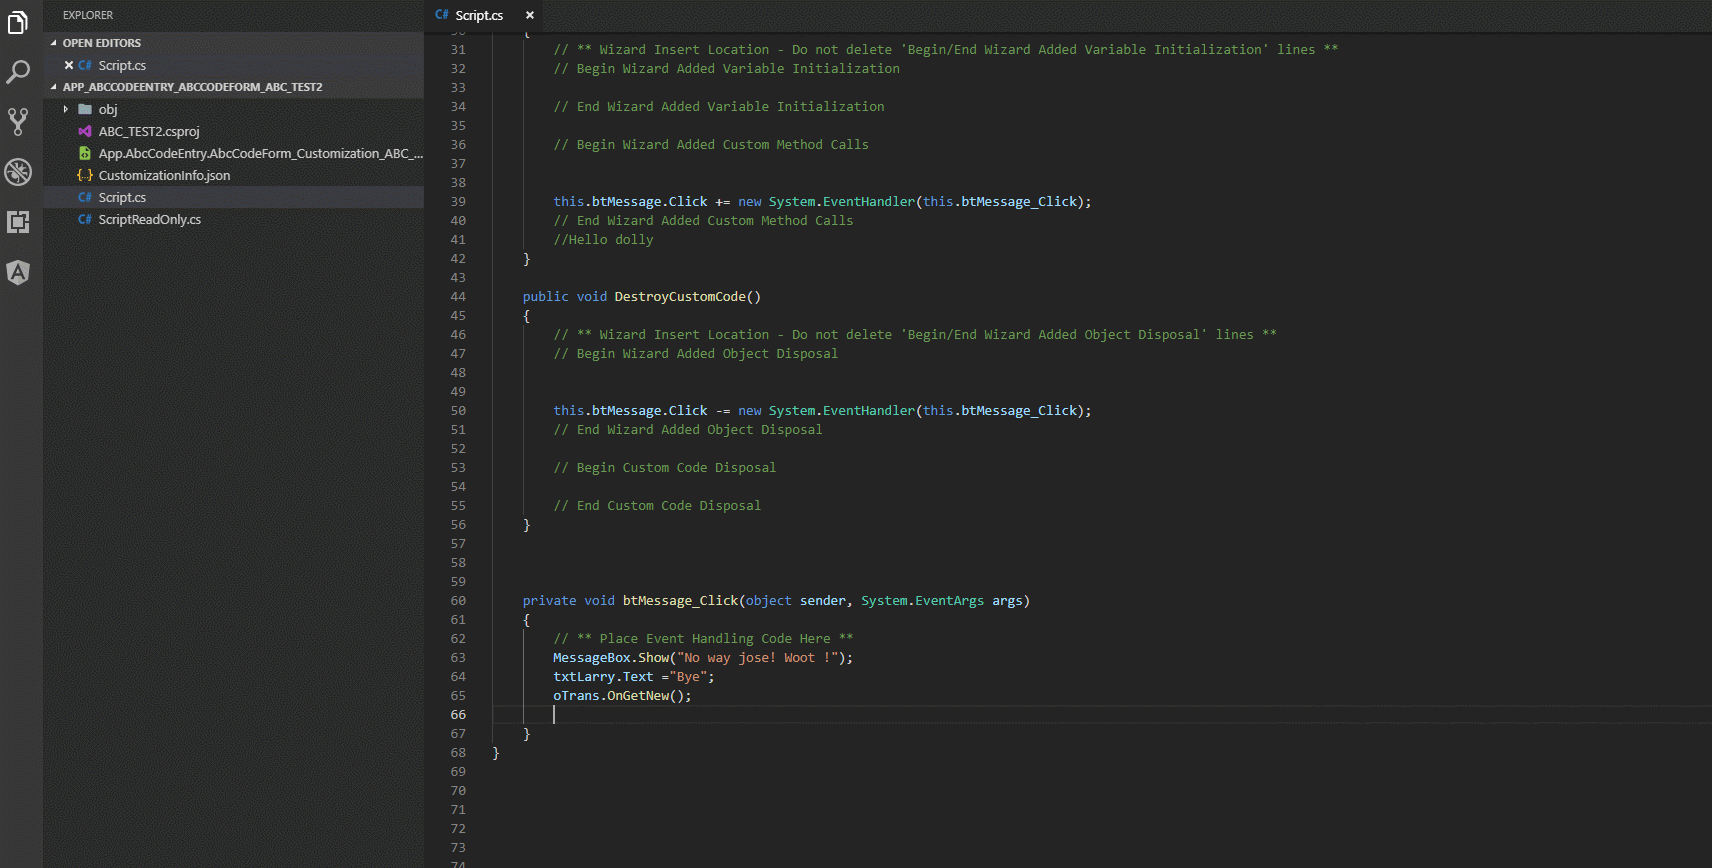 EXPLORER
OPEN EDITORS
C# Script.cs
APP_ABCCODEENTRY_ABCCODEFORM_ABC_TEST2
obj
ABC_TEST2.csproj
App.AbcCodeEntry.AbcCodeForm_Customization_ABC_...
{..} CustomizationInfo.json
C# Script.cs
C# ScriptReadOnly.cs
C# Script.cs
30 {
31 // ** Wizard Insert Location - Do not delete 'Begin/End Wizard Added Variable Initialization' lines **
32 // Begin Wizard Added Variable Initialization
33
34 // End Wizard Added Variable Initialization
35
36 // Begin Wizard Added Custom Method Calls
37
38
39 this.btMessage.Click += new System.EventHandler(this.btMessage_Click);
40 // End Wizard Added Custom Method Calls
41 //Hello dolly
42 }
43
44 public void DestroyCustomCode()
45 {
46 // ** Wizard Insert Location - Do not delete 'Begin/End Wizard Added Object Disposal' lines **
47 // Begin Wizard Added Object Disposal
48
49
50 this.btMessage.Click -= new System.EventHandler(this.btMessage_Click);
51 // End Wizard Added Object Disposal
52
53 // Begin Custom Code Disposal
54
55 // End Custom Code Disposal
56 }
57
58
59
60 private void btMessage_Click(object sender, System.EventArgs args)
61 {
62 // ** Place Event Handling Code Here **
63 MessageBox.Show("No way jose! Woot !");
64 txtLarry.Text ="Bye";
65 oTrans.OnGetNew();
66
67 }
68 }
69
70
71
72
73
74